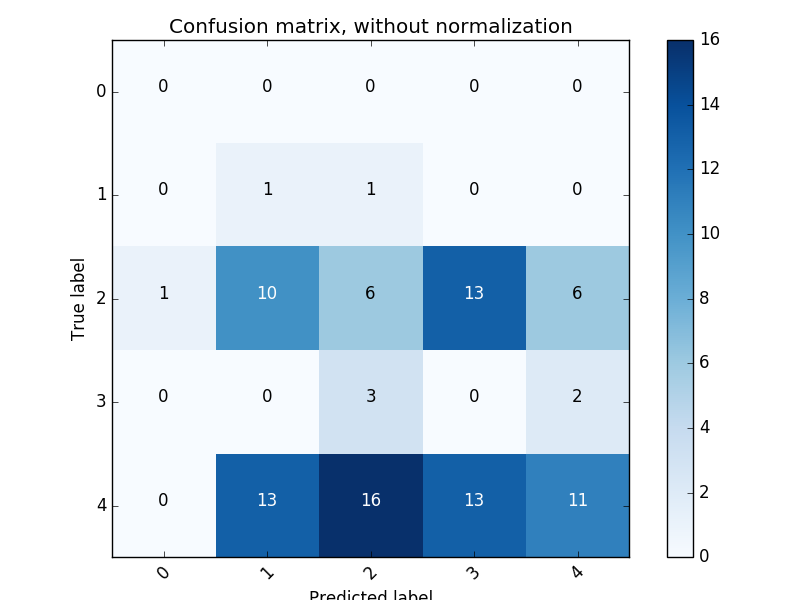 Confusion matrix, without normalization
0 0 0 0 0 0
1 0 1 1 0 0
True label
2 1 10 6 13 6
3 0 0 3 0 2
4 0 13 16 13 11
0 1 2 3 4
Predicted label
16
14
12
10
8
6
4
2
0